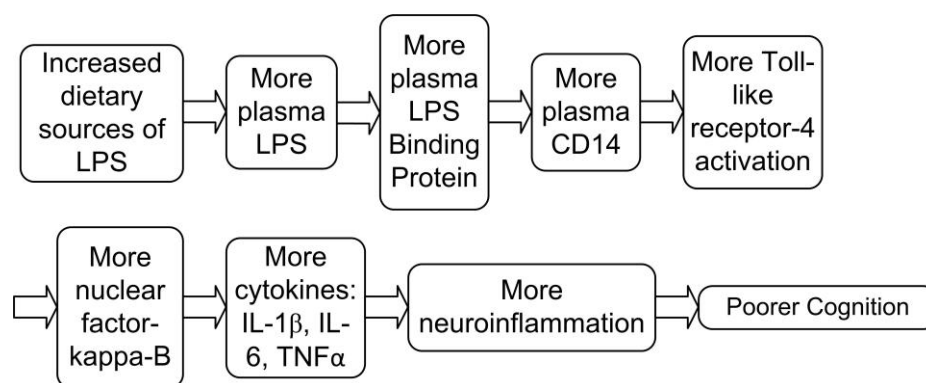 Increased
dietary
sources of
LPS
More
plasma
LPS
More
plasma
LPS
Binding
Protein
More
plasma
CD14
More Toll-
like
receptor-4
activation
More
nuclear
factor-
kappa-B
More
cytokines:
IL-1β, IL-
6, TNFα
More
neuroinflammation
Poorer Cognition